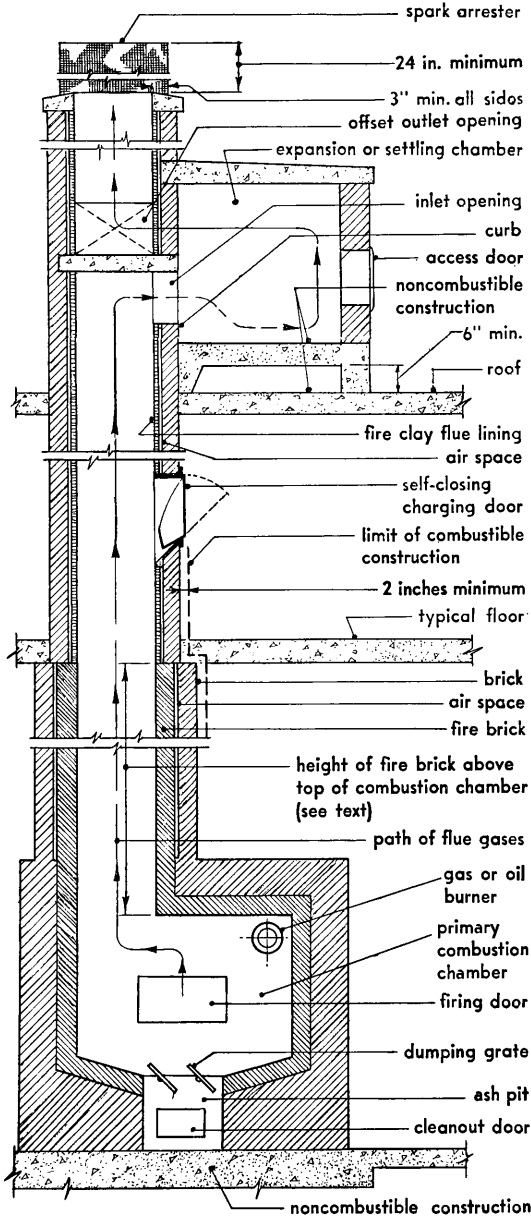 spark arrester
24 in. minimum
3" min. all sidos
offset outlet opening
expansion or settling chamber
inlet opening
curb
access door
noncombustible
construction
6" min.
roof
fire clay flue lining
air space
self-closing
charging door
limit of combustible
construction
2 inches minimum
typical floor
brick
air space
fire brick
height of fire brick above
top of combustion chamber
(see text)
path of flue gases
gas or oil
burner
primary
combustion
chamber
firing door
dumping grate
ash pit
cleanout door
noncombustible construction